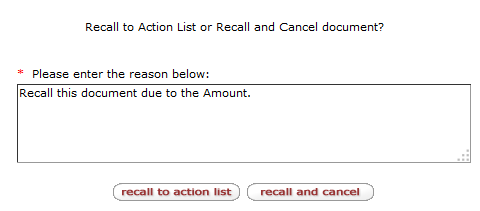 Recall to Action List or Recall and Cancel document?
* Please enter the reason below:
Recall this document due to the Amount.
recall to action list recall and cancel